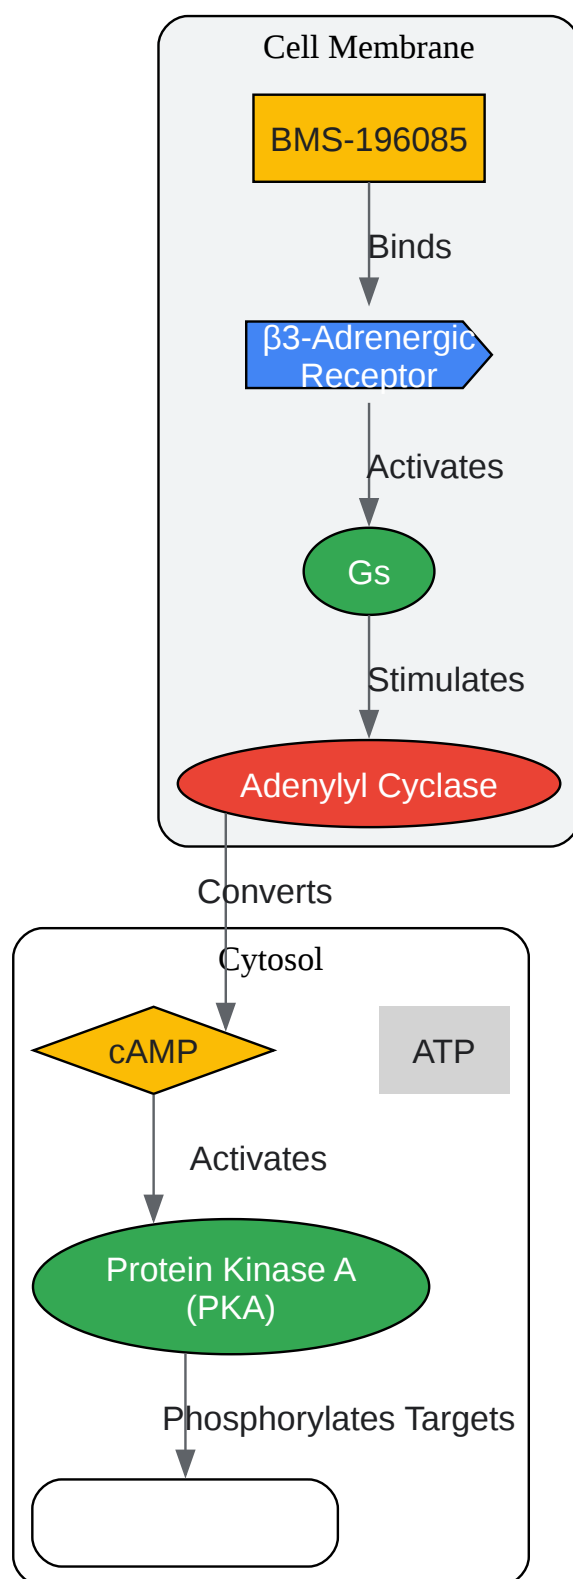 Cell Membrane
BMS-196085
Binds
β3-Adrenergic
Receptor
Activates
Gs
Stimulates
Adenylyl Cyclase
Converts
Cytosol
cAMP
ATP
Activates
Protein Kinase A
(PKA)
Phosphorylates Targets